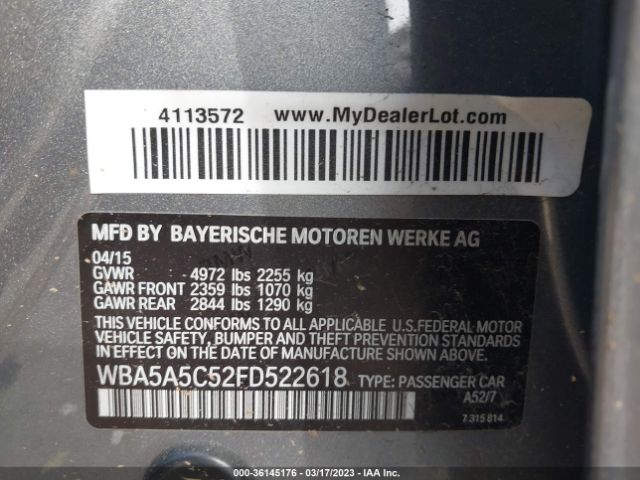 4113572 www.MyDealerLot.com
MFD BY BAYERISCHE MOTOREN WERKE AG
04/15
GVWR 4972 lbs 2255 kg
GAWR FRONT 2359 lbs 1070 kg
GAWR REAR 2844 lbs 1290 kg
THIS VEHICLE CONFORMS TO ALL APPLICABLE U.S.FEDERAL MOTOR
VEHICLE SAFETY, BUMPER AND THEFT PREVENTION STANDARDS
IN EFFECT ON THE DATE OF MANUFACTURE SHOWN ABOVE.
WBA5A5C52FD522618 TYPE: PASSENGER CAR
A52/7
7 315 814
000-36145176 | 03/17/2023 | IAA Inc.